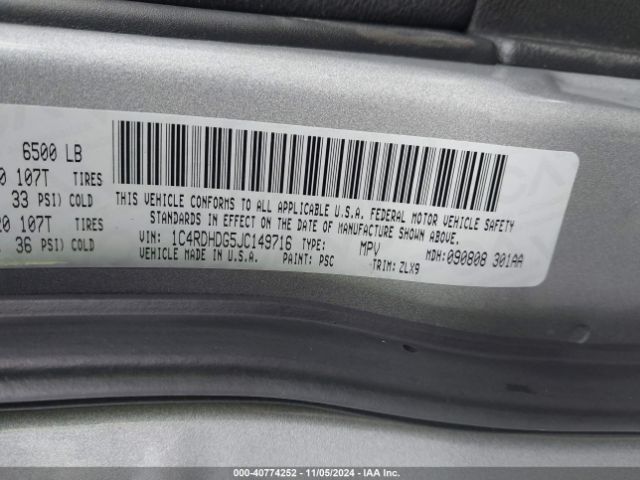 6500 LB
0 107T TIRES
33 PSI) COLD
20 107T TIRES
36 PSI) COLD
THIS VEHICLE CONFORMS TO ALL APPLICABLE U.S.A. FEDERAL MOTOR VEHICLE SAFETY
STANDARDS IN EFFECT ON THE DATE OF MANUFACTURE SHOWN ABOVE.
VIN: 1C4RDHDG5JC149716 TYPE: MPV MDH: 090808 301AA
VEHICLE MADE IN U.S.A. PAINT: PSC TRIM: ZLX9
000-40774252 - 11/05/2024 - IAA Inc.